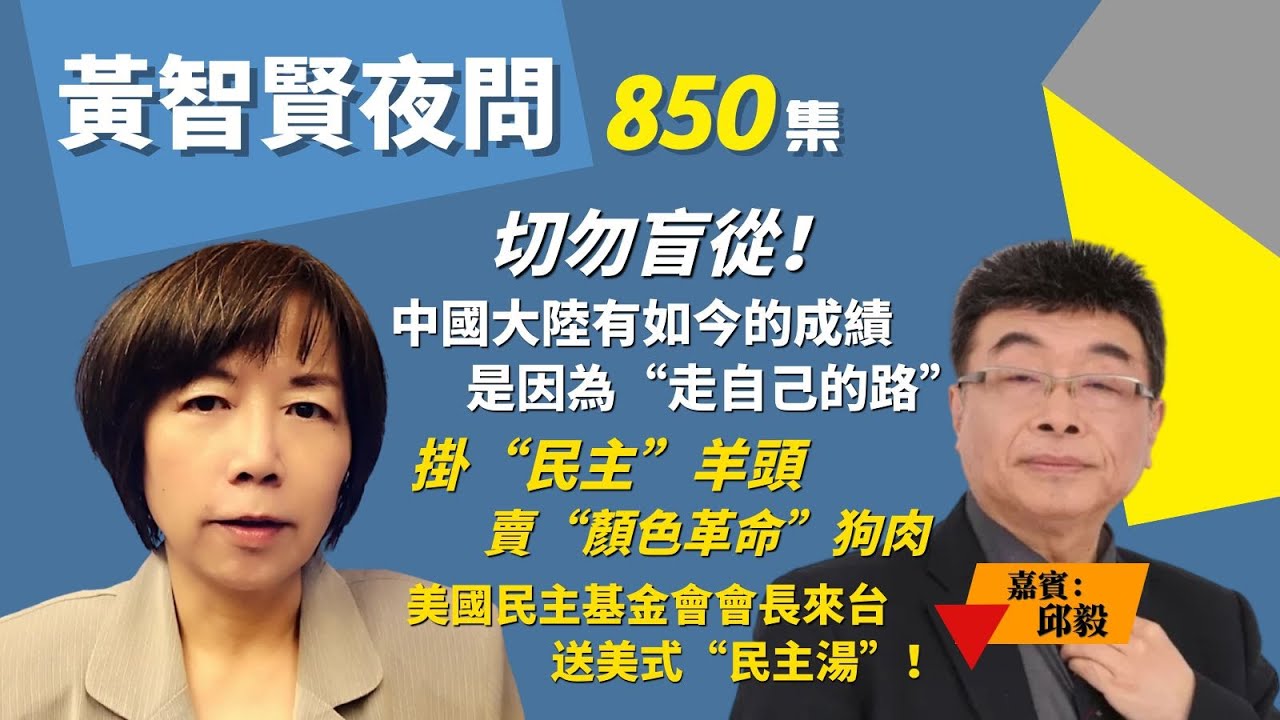 黃智賢夜問 850集
切勿盲從！
中國大陸有如今的成績
是因為“走自己的路”
掛“民主”羊頭
賣“顏色革命”狗肉
美國民主基金會會長來台
送美式“民主湯”！
嘉賓：
邱毅